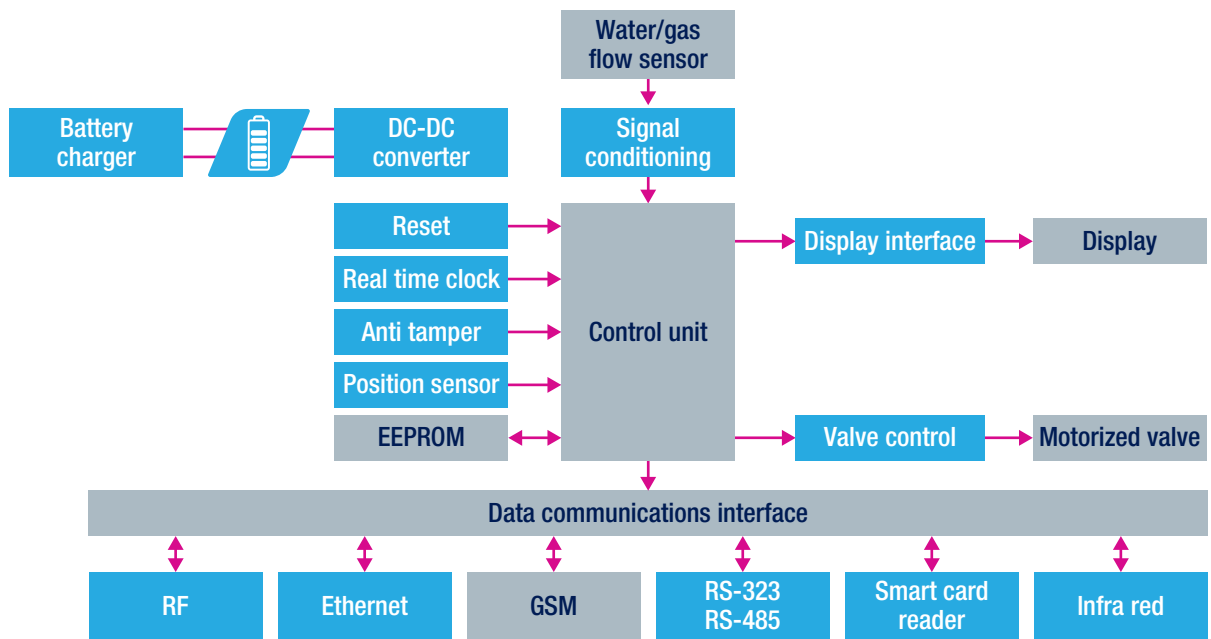 Water/gas
flow sensor
Battery
charger
DC-DC
converter
Signal
conditioning
Reset
Real time clock
Anti tamper
Position sensor
EEPROM
Control unit
Display interface
Display
Valve control
Motorized valve
Data communications interface
RF
Ethernet
GSM
RS-323
RS-485
Smart card
reader
Infra red